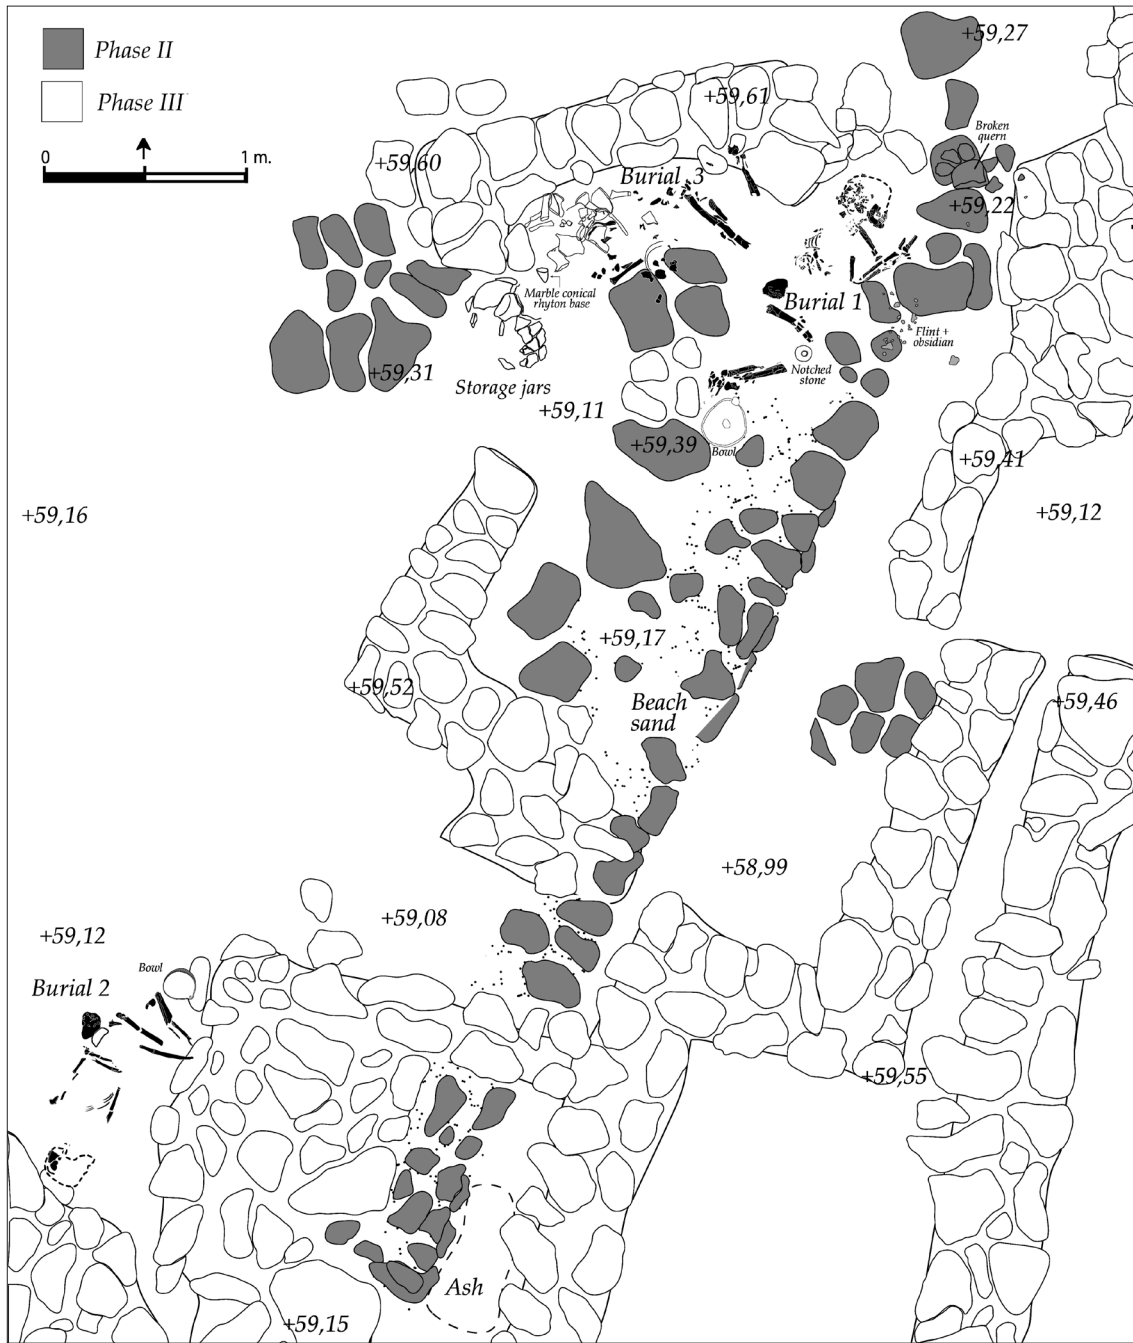 Phase II
+59,27
Phase III
+59,61
0
1 m.
Broken
quern
+59,60
Burial 3
+59,22
Marble conical
rhyton base
Burial 1
Flint +
obsidian
+59,31
Storage jars
Notched
stone
+59,11
+59,39
Bowl
+59,41
+59,16
+59,12
+59,17
+59,52
Beach
sand
+59,46
+58,99
+59,08
+59,12
Bowl
Burial 2
+59,55
Ash
+59,15